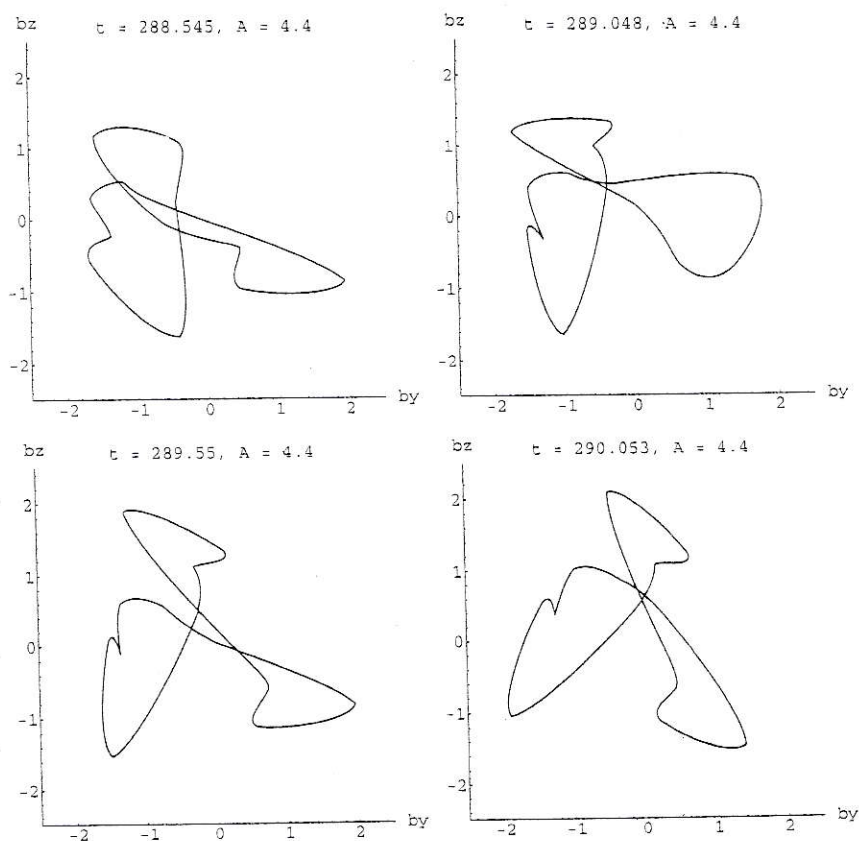 bz t = 288.545, A = 4.4
2
1
0
-1
-2
-2 -1 0 1 2 by
bz t = 289.048, A = 4.4
2
1
0
-1
-2
-2 -1 0 1 2 by
bz t = 289.55, A = 4.4
2
1
0
-1
-2
-2 -1 0 1 2 by
bz t = 290.053, A = 4.4
2
1
0
-1
-2
-2 -1 0 1 2 by